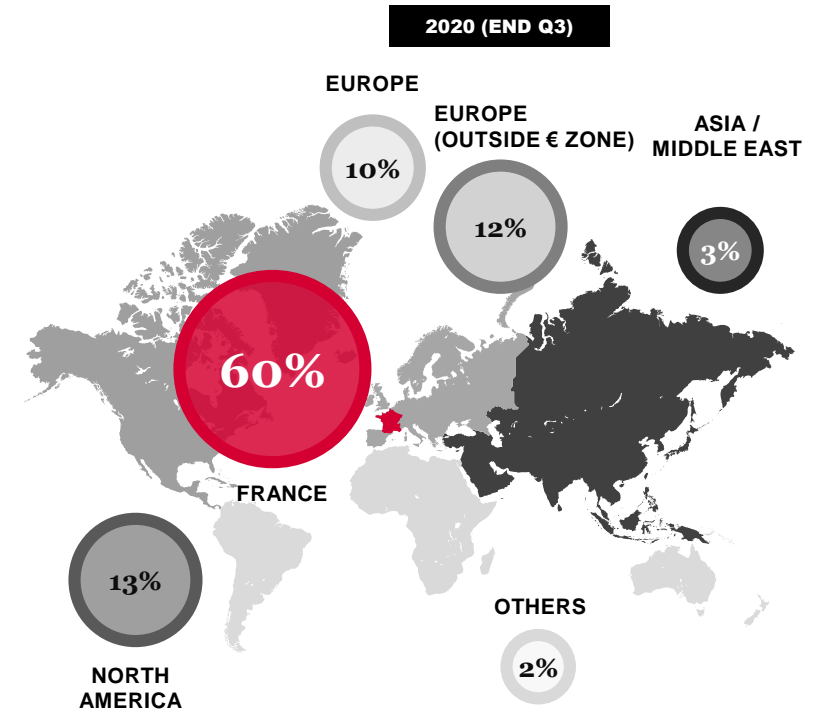 2020 (END Q3)
EUROPE
10%
EUROPE
(OUTSIDE € ZONE)
12%
ASIA /
MIDDLE EAST
3%
60%
FRANCE
13%
NORTH
AMERICA
OTHERS
2%